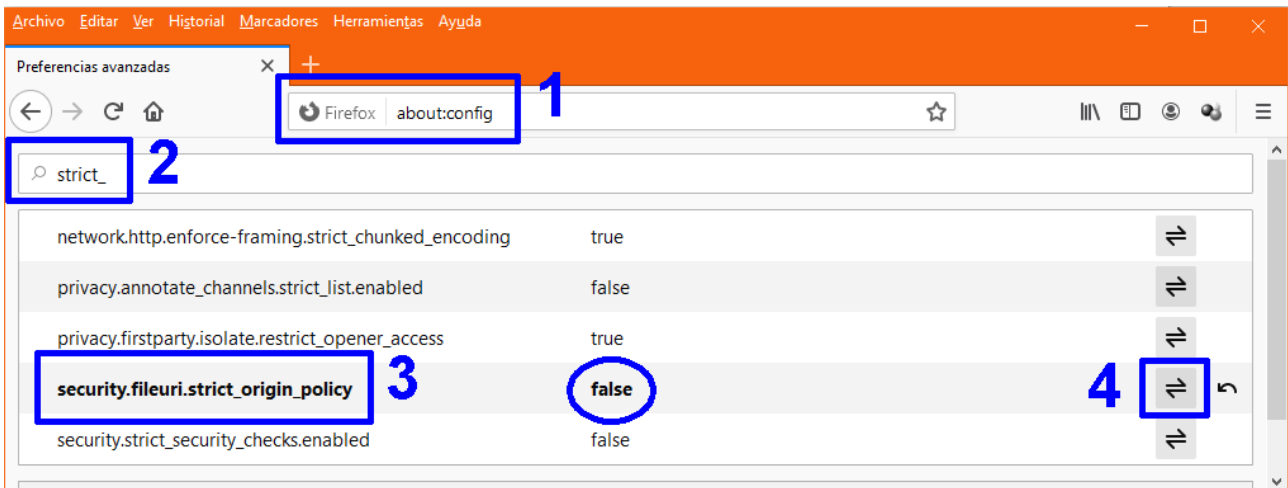 Archivo Editar Ver Historial Marcadores Herramientas Ayuda
Preferencias avanzadas
1
Firefox about:config
2
strict_
network.http.enforce-framing.strict_chunked_encoding true
privacy.annotate_channels.strict_list.enabled false
privacy.firstparty.isolate.restrict_opener_access true
security.fileuri.strict_origin_policy 3 false 4
security.strict_security_checks.enabled false